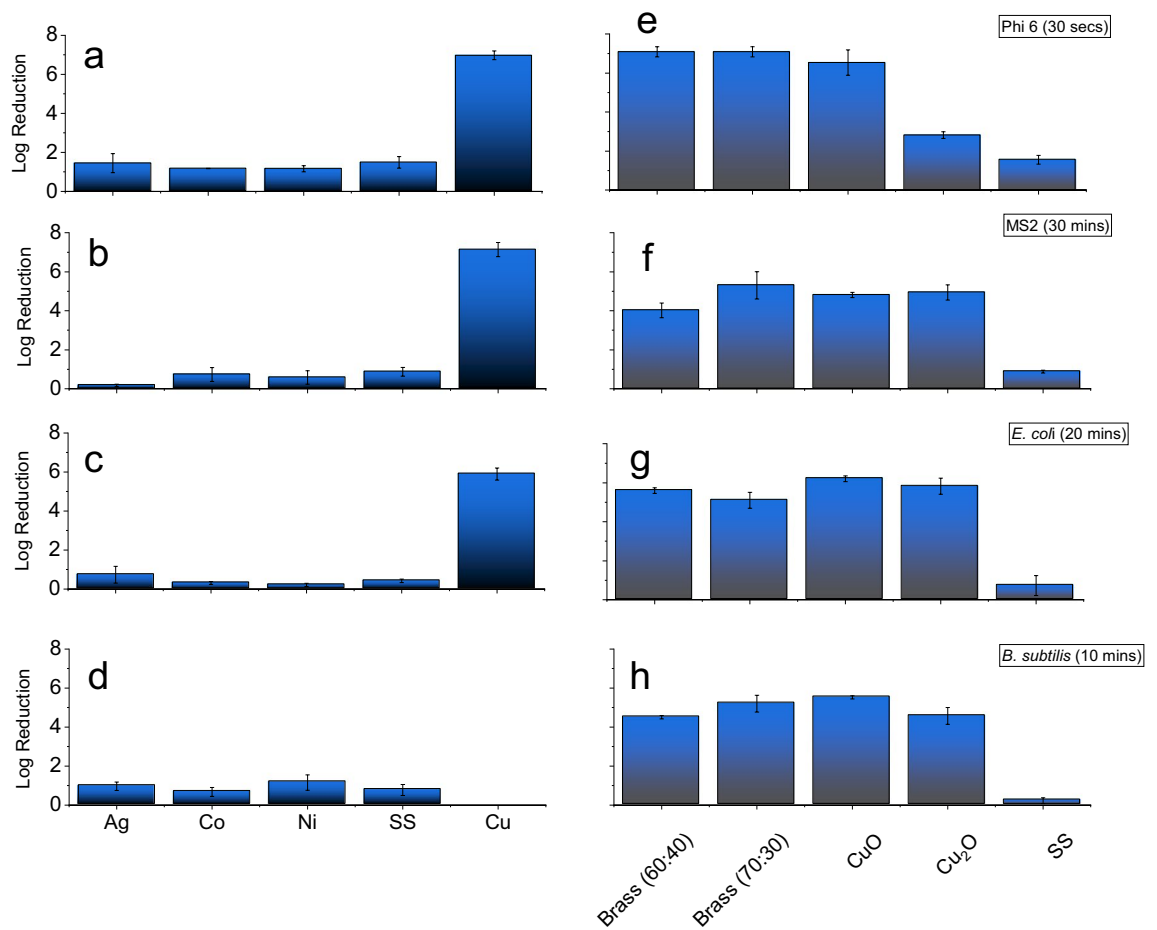 a
Log Reduction
8
6
4
2
0
e
Phi 6 (30 secs)
b
Log Reduction
8
6
4
2
0
f
MS2 (30 mins)
c
Log Reduction
8
6
4
2
0
g
E. coli (20 mins)
d
Log Reduction
8
6
4
2
0
h
B. subtilis (10 mins)
Ag Co Ni SS Cu
Brass (60:40) Brass (70:30) CuO Cu₂O SS